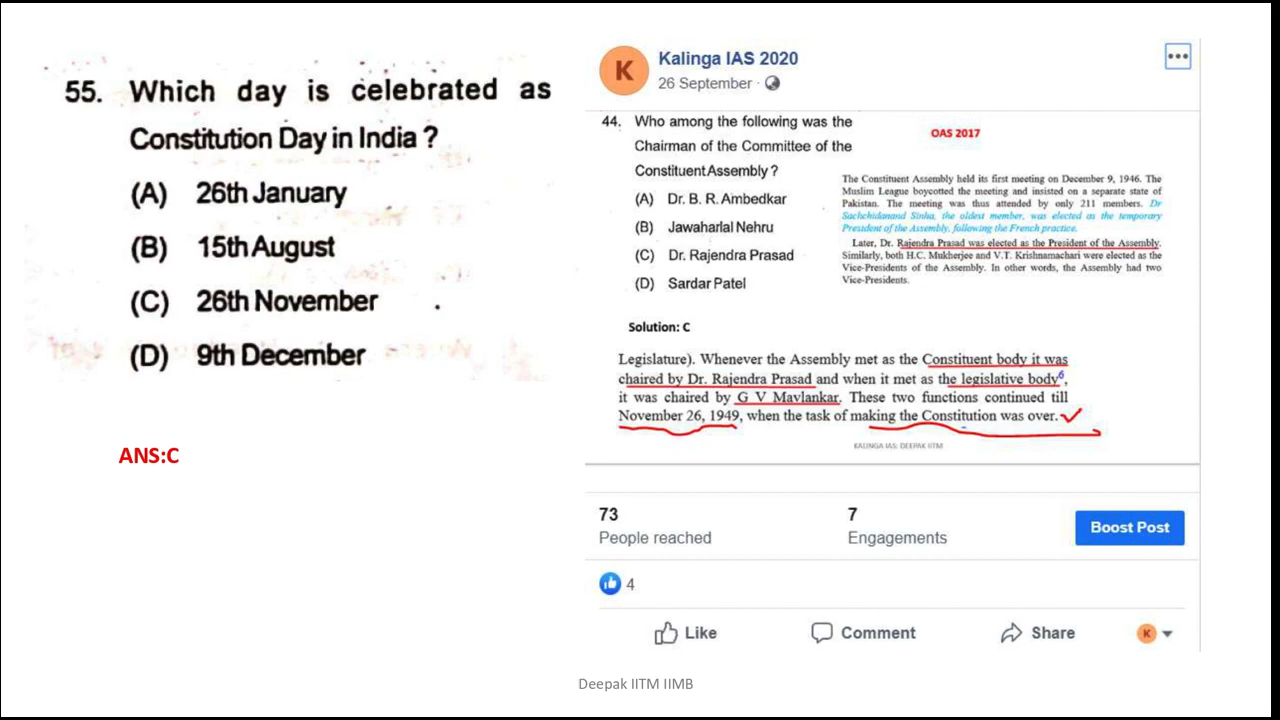 55. Which day is celebrated as
Constitution Day in India ?
(A) 26th January
(B) 15th August
(C) 26th November
(D) 9th December
ANS:C
K
Kalinga IAS 2020
26 September ·
44. Who among the following was the
Chairman of the Committee of the
Constituent Assembly ?
(A) Dr. B. R. Ambedkar
(B) Jawaharlal Nehru
(C) Dr. Rajendra Prasad
(D) Sardar Patel
OAS 2017
The Constituent Assembly held its first meeting on December 9, 1946. The
Muslim League boycotted the meeting and insisted on a separate state of
Pakistan. The meeting was thus attended by only 211 members. Dr
Sachchidanand Sinha, the oldest member, was elected as the temporary
President of the Assembly, following the French practice.
Later, Dr. Rajendra Prasad was elected as the President of the Assembly.
Similarly, both H.C. Mukherjee and V.T. Krishnamachari were elected as the
Vice-Presidents of the Assembly. In other words, the Assembly had two
Vice-Presidents.
Solution: C
Legislature). Whenever the Assembly met as the Constituent body it was
chaired by Dr. Rajendra Prasad and when it met as the legislative body6,
it was chaired by G V Mavlankar. These two functions continued till
November 26, 1949, when the task of making the Constitution was over.
KALINGA IAS: DEEPAK IITM
73
People reached
7
Engagements
Boost Post
4
Like
Comment
Share
K
Deepak IITM IIMB